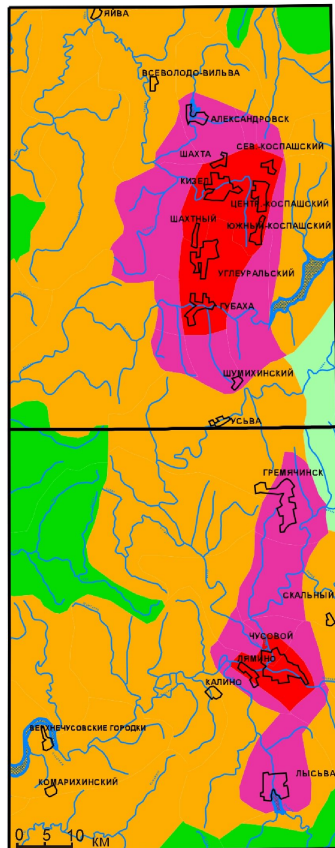 ЯЙВА
ВСЕВОЛОДО-ВИЛЬВА
АЛЕКСАНДРОВСК
СЕВ-КОСПАШСКИЙ
ШАХТА
КИЗЕЛ
ЦЕНТР-КОСПАШСКИЙ
ШАХТНЫЙ
ЮЖНЫЙ-КОСПАШСКИЙ
УГЛЕУРАЛЬСКИЙ
ГУБАХА
ШУМИХИНСКИЙ
УСЬВА
ГРЕМЯЧИНСК
СКАЛЬНЫЙ
ЧУСОВОЙ
ЛЯМИНО
КАЛИНО
ВЕРХНЕЧУСОВСКИЕ ГОРОДКИ
ЛЫСЬВА
КОМАРИХИНСКИЙ
0 5 10 КМ